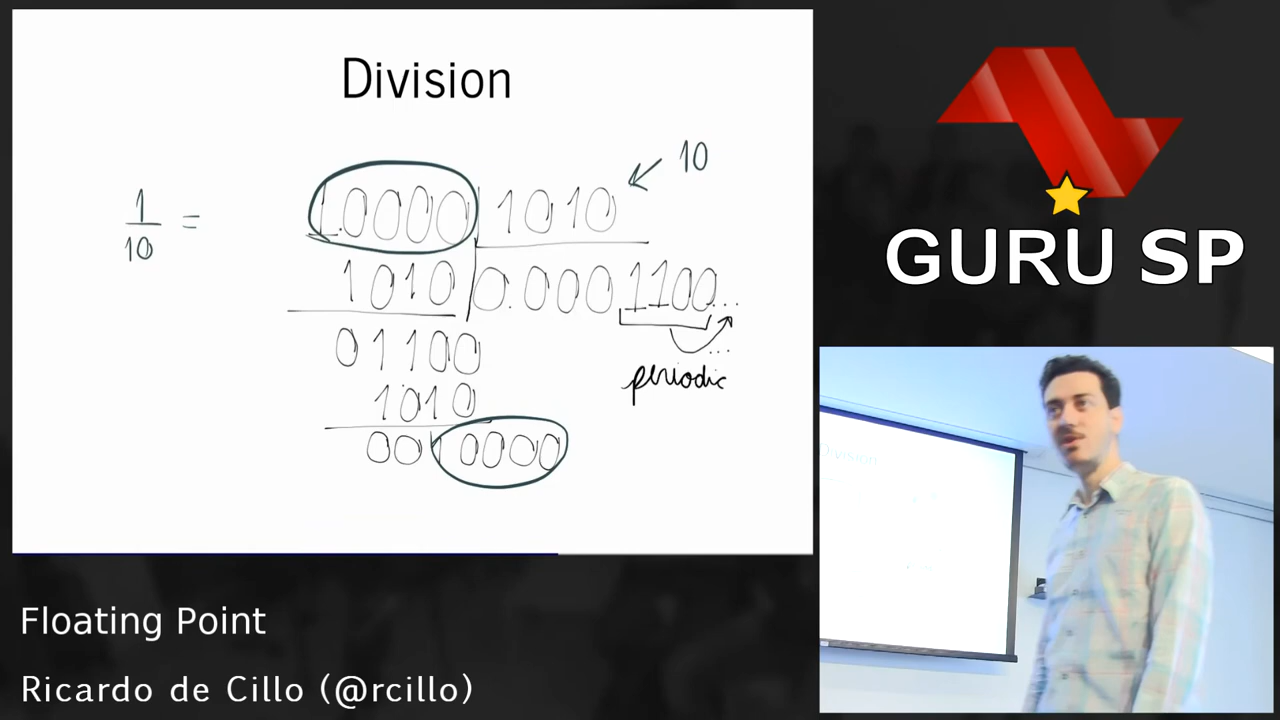 Division
10
1
10
=
1.0000 1010
1010 0.0001100...
01100
...
periodic
1010
0010000
GURU SP
Floating Point
Ricardo de Cillo (@rcillo)
Division